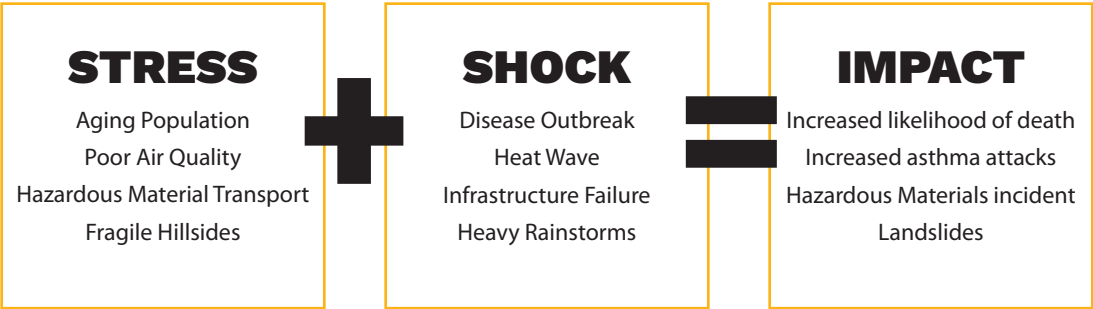 STRESS
Aging Population
Poor Air Quality
Hazardous Material Transport
Fragile Hillsides
+
SHOCK
Disease Outbreak
Heat Wave
Infrastructure Failure
Heavy Rainstorms
=
IMPACT
Increased likelihood of death
Increased asthma attacks
Hazardous Materials incident
Landslides